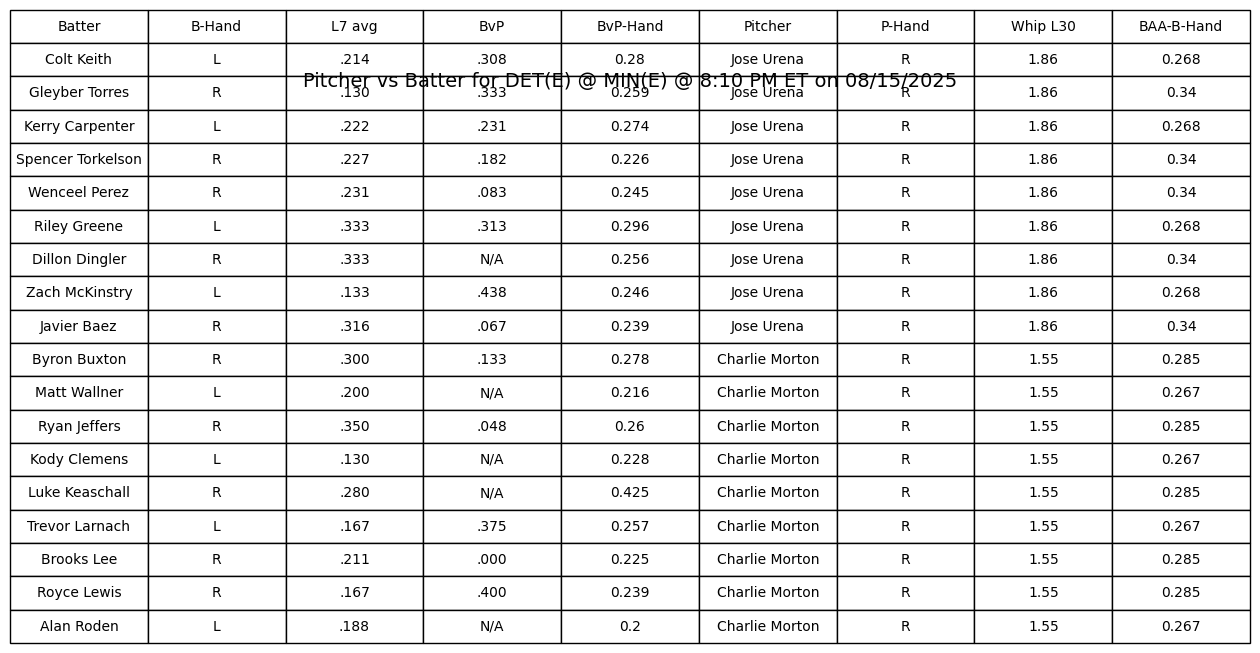 Batter B-Hand L7 avg BvP BvP-Hand Pitcher P-Hand Whip L30 BAA-B-Hand
Colt Keith L .214 .308 0.28 Jose Urena R 1.86 0.268
Pitcher vs Batter for DET(E) @ MIN(E) @ 8:10 PM ET on 08/15/2025
Gleyber Torres R .130 .333 0.259 Jose Urena R 1.86 0.34
Kerry Carpenter L .222 .231 0.274 Jose Urena R 1.86 0.268
Spencer Torkelson R .227 .182 0.226 Jose Urena R 1.86 0.34
Wenceel Perez R .231 .083 0.245 Jose Urena R 1.86 0.34
Riley Greene L .333 .313 0.296 Jose Urena R 1.86 0.268
Dillon Dingler R .333 N/A 0.256 Jose Urena R 1.86 0.34
Zach McKinstry L .133 .438 0.246 Jose Urena R 1.86 0.268
Javier Baez R .316 .067 0.239 Jose Urena R 1.86 0.34
Byron Buxton R .300 .133 0.278 Charlie Morton R 1.55 0.285
Matt Wallner L .200 N/A 0.216 Charlie Morton R 1.55 0.267
Ryan Jeffers R .350 .048 0.26 Charlie Morton R 1.55 0.285
Kody Clemens L .130 N/A 0.228 Charlie Morton R 1.55 0.267
Luke Keaschall R .280 N/A 0.425 Charlie Morton R 1.55 0.285
Trevor Larnach L .167 .375 0.257 Charlie Morton R 1.55 0.267
Brooks Lee R .211 .000 0.225 Charlie Morton R 1.55 0.285
Royce Lewis R .167 .400 0.239 Charlie Morton R 1.55 0.285
Alan Roden L .188 N/A 0.2 Charlie Morton R 1.55 0.267